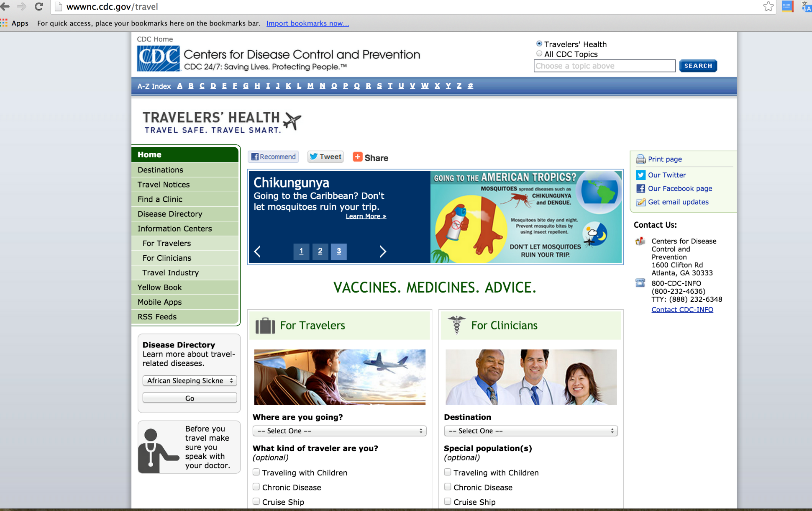 wwwnc.cdc.gov/travel
Apps For quick access, place your bookmarks here on the bookmarks bar. Import bookmarks now...
CDC Home
CDC
Centers for Disease Control and Prevention
CDC 24/7: Saving Lives. Protecting People.™
Travelers' Health
All CDC Topics
Choose a topic above
SEARCH
A-Z Index A B C D E F G H I J K L M N O P Q R S T U V W X Y Z #
TRAVELERS' HEALTH
TRAVEL SAFE. TRAVEL SMART.
Home
Destinations
Travel Notices
Find a Clinic
Disease Directory
Information Centers
For Travelers
For Clinicians
Travel Industry
Yellow Book
Mobile Apps
RSS Feeds
Disease Directory
Learn more about travel-
related diseases.
African Sleeping Sickne
Go
Before you
travel make
sure you
speak with
your doctor.
Recommend Tweet Share
Chikungunya
Going to the Caribbean? Don't
let mosquitoes ruin your trip.
Learn More >
1 2 3
GOING TO THE AMERICAN TROPICS?
MOSQUITOES spread diseases such as
CHIKUNGUNYA
and DENGUE.
Mosquitoes bite day and night.
Prevent mosquito bites by
using insect repellent.
DON'T LET MOSQUITOES
RUIN YOUR TRIP.
VACCINES. MEDICINES. ADVICE.
For Travelers
Where are you going?
-- Select One --
What kind of traveler are you?
(optional)
Traveling with Children
Chronic Disease
Cruise Ship
For Clinicians
Destination
-- Select One --
Special population(s)
(optional)
Traveling with Children
Chronic Disease
Cruise Ship
Print page
Our Twitter
Our Facebook page
Get email updates
Contact Us:
Centers for Disease
Control and
Prevention
1600 Clifton Rd
Atlanta, GA 30333
800-CDC-INFO
(800-232-4636)
TTY: (888) 232-6348
Contact CDC-INFO